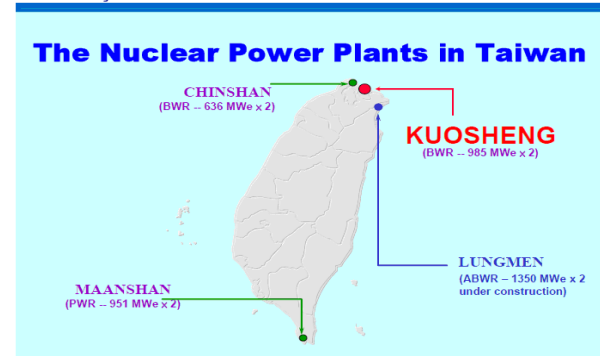 The Nuclear Power Plants in Taiwan
CHINSHAN
(BWR -- 636 MWe x 2)
KUOSHENG
(BWR -- 985 MWe x 2)
LUNGMEN
(ABWR – 1350 MWe x 2
under construction)
MAANSHAN
(PWR -- 951 MWe x 2)